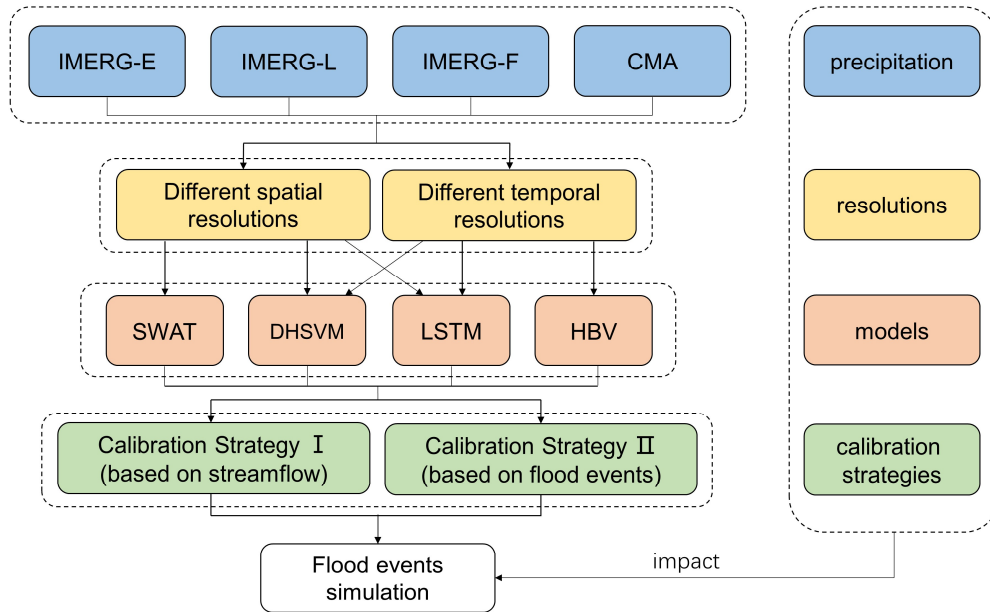 IMERG-E
IMERG-L
IMERG-F
CMA
precipitation
Different spatial
resolutions
Different temporal
resolutions
resolutions
SWAT
DHSVM
LSTM
HBV
models
Calibration Strategy Ⅰ
(based on streamflow)
Calibration Strategy Ⅱ
(based on flood events)
calibration
strategies
Flood events
simulation
impact